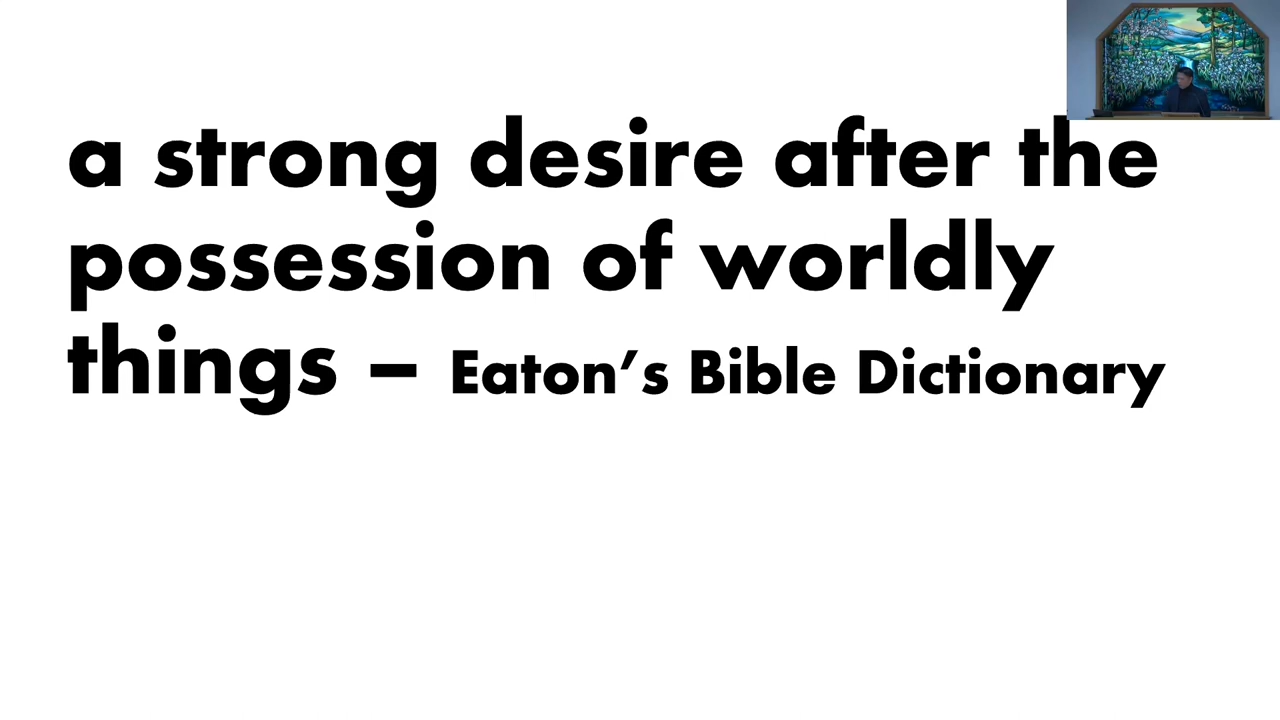 a strong desire after the
possession of worldly
things – Eaton’s Bible Dictionary